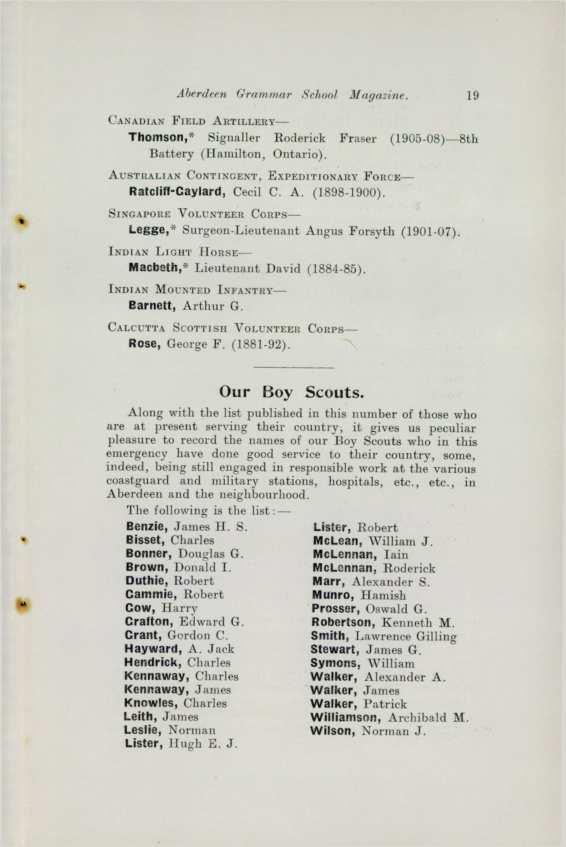 Aberdeen Grammar School Magazine. 19
Canadian Field Artillery—
Thomson,* Signaller Roderick Fraser (1905-08)—8th
Battery (Hamilton, Ontario).
Australian Contingent, Expeditionary Force—
Ratcliff-Gaylard, Cecil C. A. (1898-1900).
Singapore Volunteer Corps—
Legge,* Surgeon-Lieutenant Angus Forsyth (1901-07).
Indian Light Horse—
Macbeth,* Lieutenant David (1884-85).
Indian Mounted Infantry—
Barnett, Arthur G.
Calcutta Scottish Volunteer Corps—
Rose, George F. (1881-92).
Our Boy Scouts.
Along with the list published in this number of those who
are at present serving their country, it gives us peculiar
pleasure to record the names of our Boy Scouts who in this
emergency have done good service to their country, some,
indeed, being still engaged in responsible work at the various
coastguard and military stations, hospitals, etc., etc., in
Aberdeen and the neighbourhood.
The following is the list:—
Benzie, James H. S.
Bisset, Charles
Bonner, Douglas G.
Brown, Donald I.
Duthie, Robert
Gammie, Robert
Gow, Harry
Grafton, Edward G.
Grant, Gordon C.
Hayward, A. Jack
Hendrick, Charles
Kennaway, Charles
Kennaway, James
Knowles, Charles
Leith, James
Leslie, Norman
Lister, Hugh E. J.
Lister, Robert
McLean, William J.
McLennan, Iain
McLennan, Roderick
Marr, Alexander S.
Munro, Hamish
Prosser, Oswald G.
Robertson, Kenneth M.
Smith, Lawrence Gilling
Stewart, James G.
Symons, William
Walker, Alexander A.
Walker, James
Walker, Patrick
Williamson, Archibald M.
Wilson, Norman J.